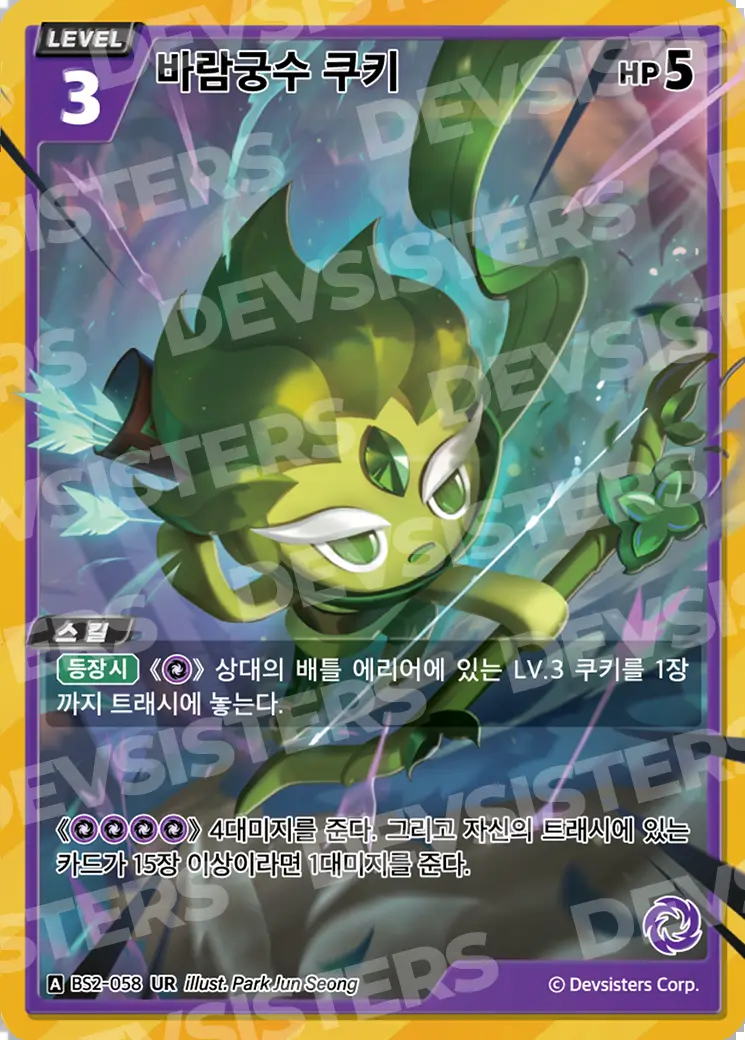 LEVEL
3
바람궁수 쿠키
HP 5
스킬
등장시 《》 상대의 배틀 에리어에 있는 LV.3 쿠키를 1장
까지 트래시에 놓는다.
《》 4대미지를 준다. 그리고 자신의 트래시에 있는
카드가 15장 이상이라면 1대미지를 준다.
A BS2-058 UR illust. Park Jun Seong
© Devsisters Corp.
DEVSISTERS